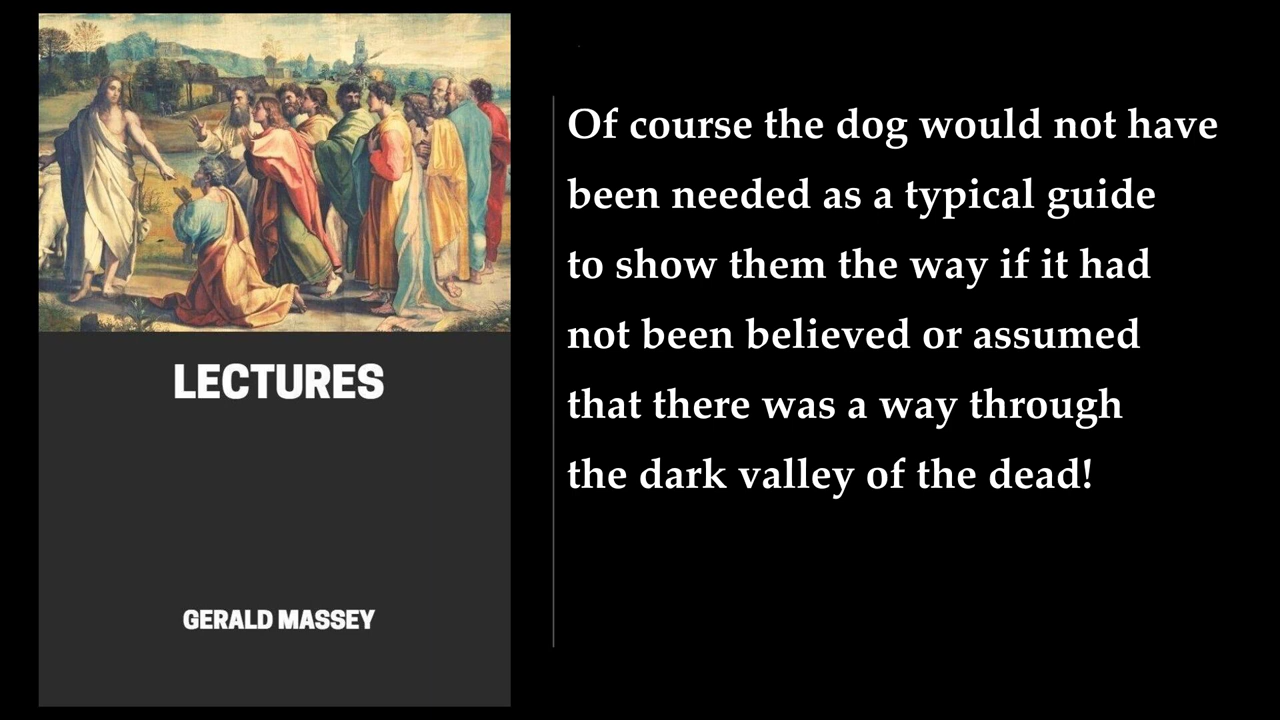 LECTURES
GERALD MASSEY
Of course the dog would not have
been needed as a typical guide
to show them the way if it had
not been believed or assumed
that there was a way through
the dark valley of the dead!